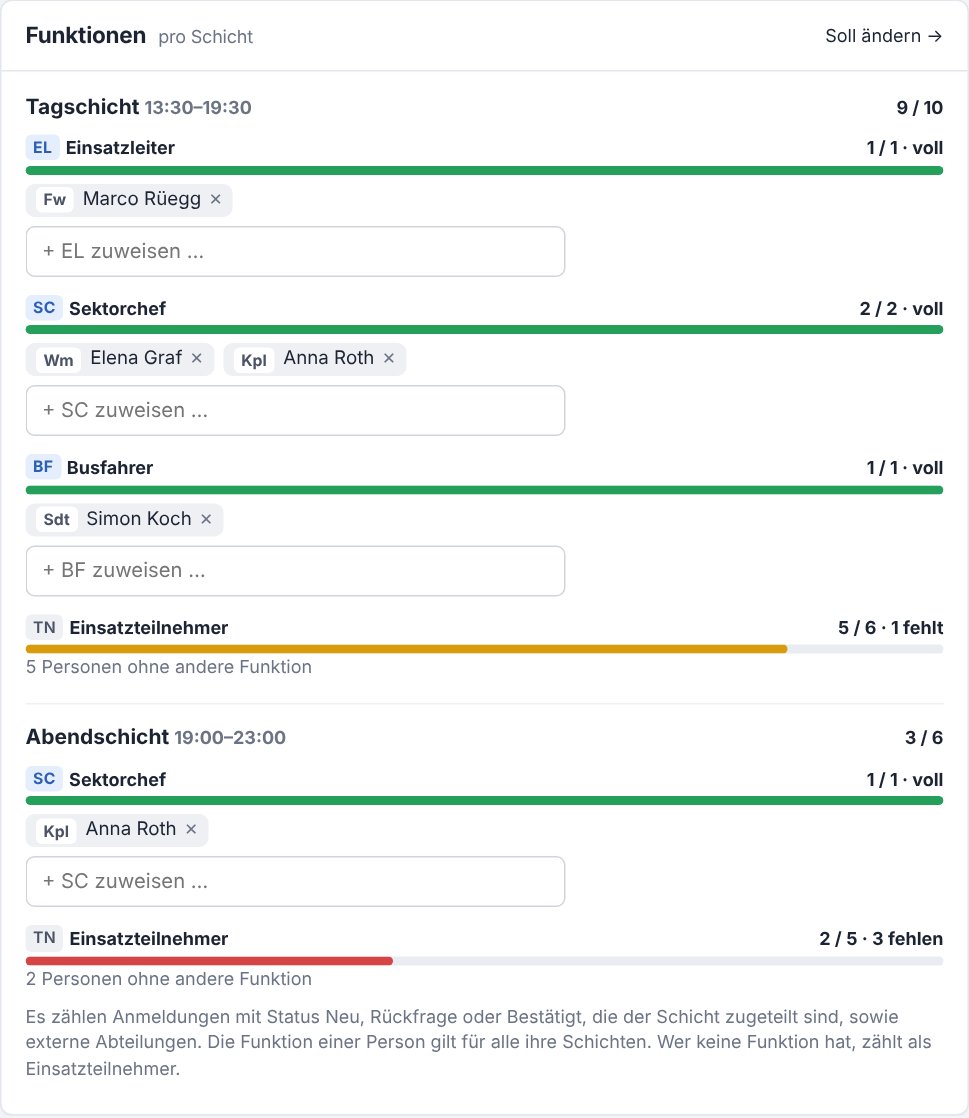 Funktionen pro Schicht
Soll ändern →
Tagschicht 13:30–19:30
9 / 10
EL Einsatzleiter
1 / 1 · voll
Fw Marco Rüegg ×
+ EL zuweisen ...
SC Sektorchef
2 / 2 · voll
Wm Elena Graf ×
Kpl Anna Roth ×
+ SC zuweisen ...
BF Busfahrer
1 / 1 · voll
Sdt Simon Koch ×
+ BF zuweisen ...
TN Einsatzteilnehmer
5 / 6 · 1 fehlt
5 Personen ohne andere Funktion
Abendschicht 19:00–23:00
3 / 6
SC Sektorchef
1 / 1 · voll
Kpl Anna Roth ×
+ SC zuweisen ...
TN Einsatzteilnehmer
2 / 5 · 3 fehlen
2 Personen ohne andere Funktion
Es zählen Anmeldungen mit Status Neu, Rückfrage oder Bestätigt, die der Schicht zugeteilt sind, sowie
externe Abteilungen. Die Funktion einer Person gilt für alle ihre Schichten. Wer keine Funktion hat, zählt als
Einsatzteilnehmer.